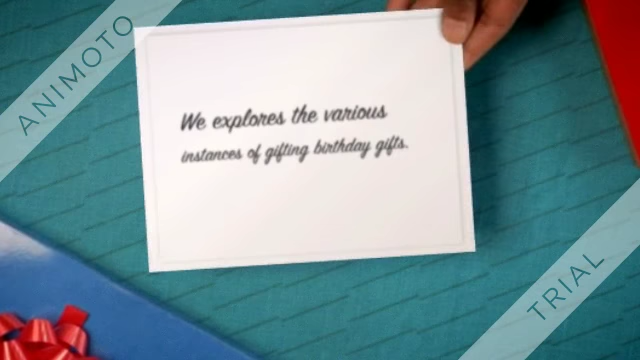 ANIMOTO
We explores the various
instances of gifting birthday gifts.
TRIAL